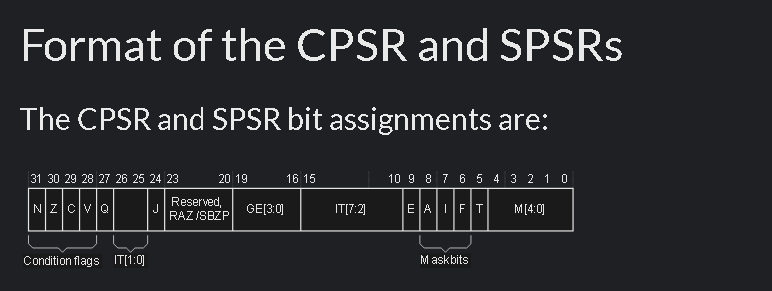 Format of the CPSR and SPSRs
The CPSR and SPSR bit assignments are:
31 30 29 28 27 26 25 24 23 20 19 16 15 10 9 8 7 6 5 4 3 2 1 0
N Z C V Q J Reserved, RAZ/SBZP GE[3:0] IT[7:2] E A I F T M[4:0]
Condition flags IT[1:0] Mask bits